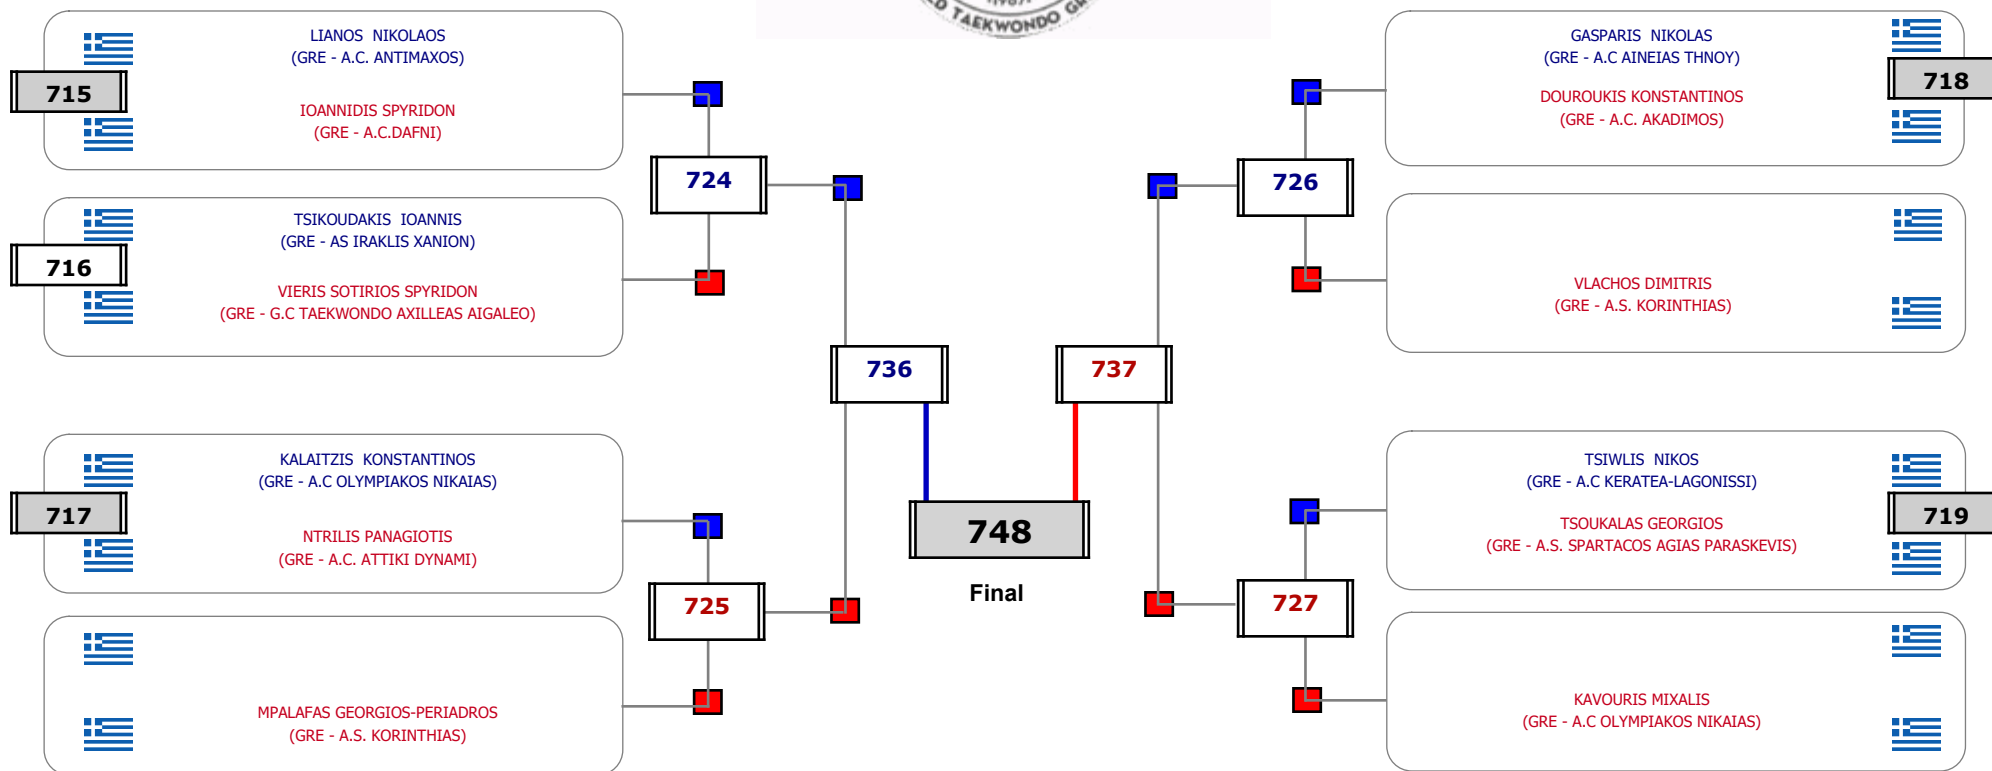 TAEKWONDO
LIANOS NIKOLAOS
(GRE - A.C. ANTIMAXOS)
715
IOANNIDIS SPYRIDON
(GRE - A.C.DAFNI)
TSIKOUDAKIS IOANNIS
(GRE - AS IRAKLIS XANION)
716
VIERIS SOTIRIOS SPYRIDON
(GRE - G.C TAEKWONDO AXILLEAS AIGALEO)
724
KALAITZIS KONSTANTINOS
(GRE - A.C OLYMPIAKOS NIKAIAS)
717
NTRILIS PANAGIOTIS
(GRE - A.C. ATTIKI DYNAMI)
725
MPALAFAS GEORGIOS-PERIADROS
(GRE - A.S. KORINTHIAS)
736
737
748
Final
GASPARIS NIKOLAS
(GRE - A.C AINEIAS THNOY)
718
DOUROUKIS KONSTANTINOS
(GRE - A.C. AKADIMOS)
726
VLACHOS DIMITRIS
(GRE - A.S. KORINTHIAS)
TSIWLIS NIKOS
(GRE - A.C KERATEA-LAGONISSI)
719
TSOUKALAS GEORGIOS
(GRE - A.S. SPARTACOS AGIAS PARASKEVIS)
727
KAVOURIS MIXALIS
(GRE - A.C OLYMPIAKOS NIKAIAS)